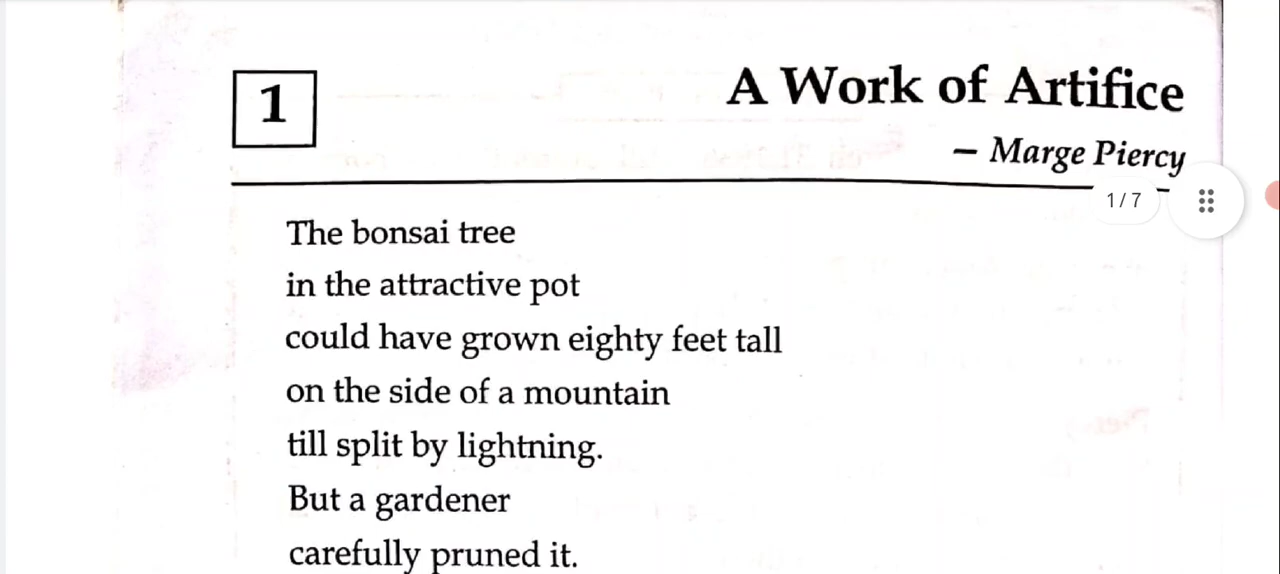 1
A Work of Artifice
– Marge Piercy
1 / 7
The bonsai tree
in the attractive pot
could have grown eighty feet tall
on the side of a mountain
till split by lightning.
But a gardener
carefully pruned it.